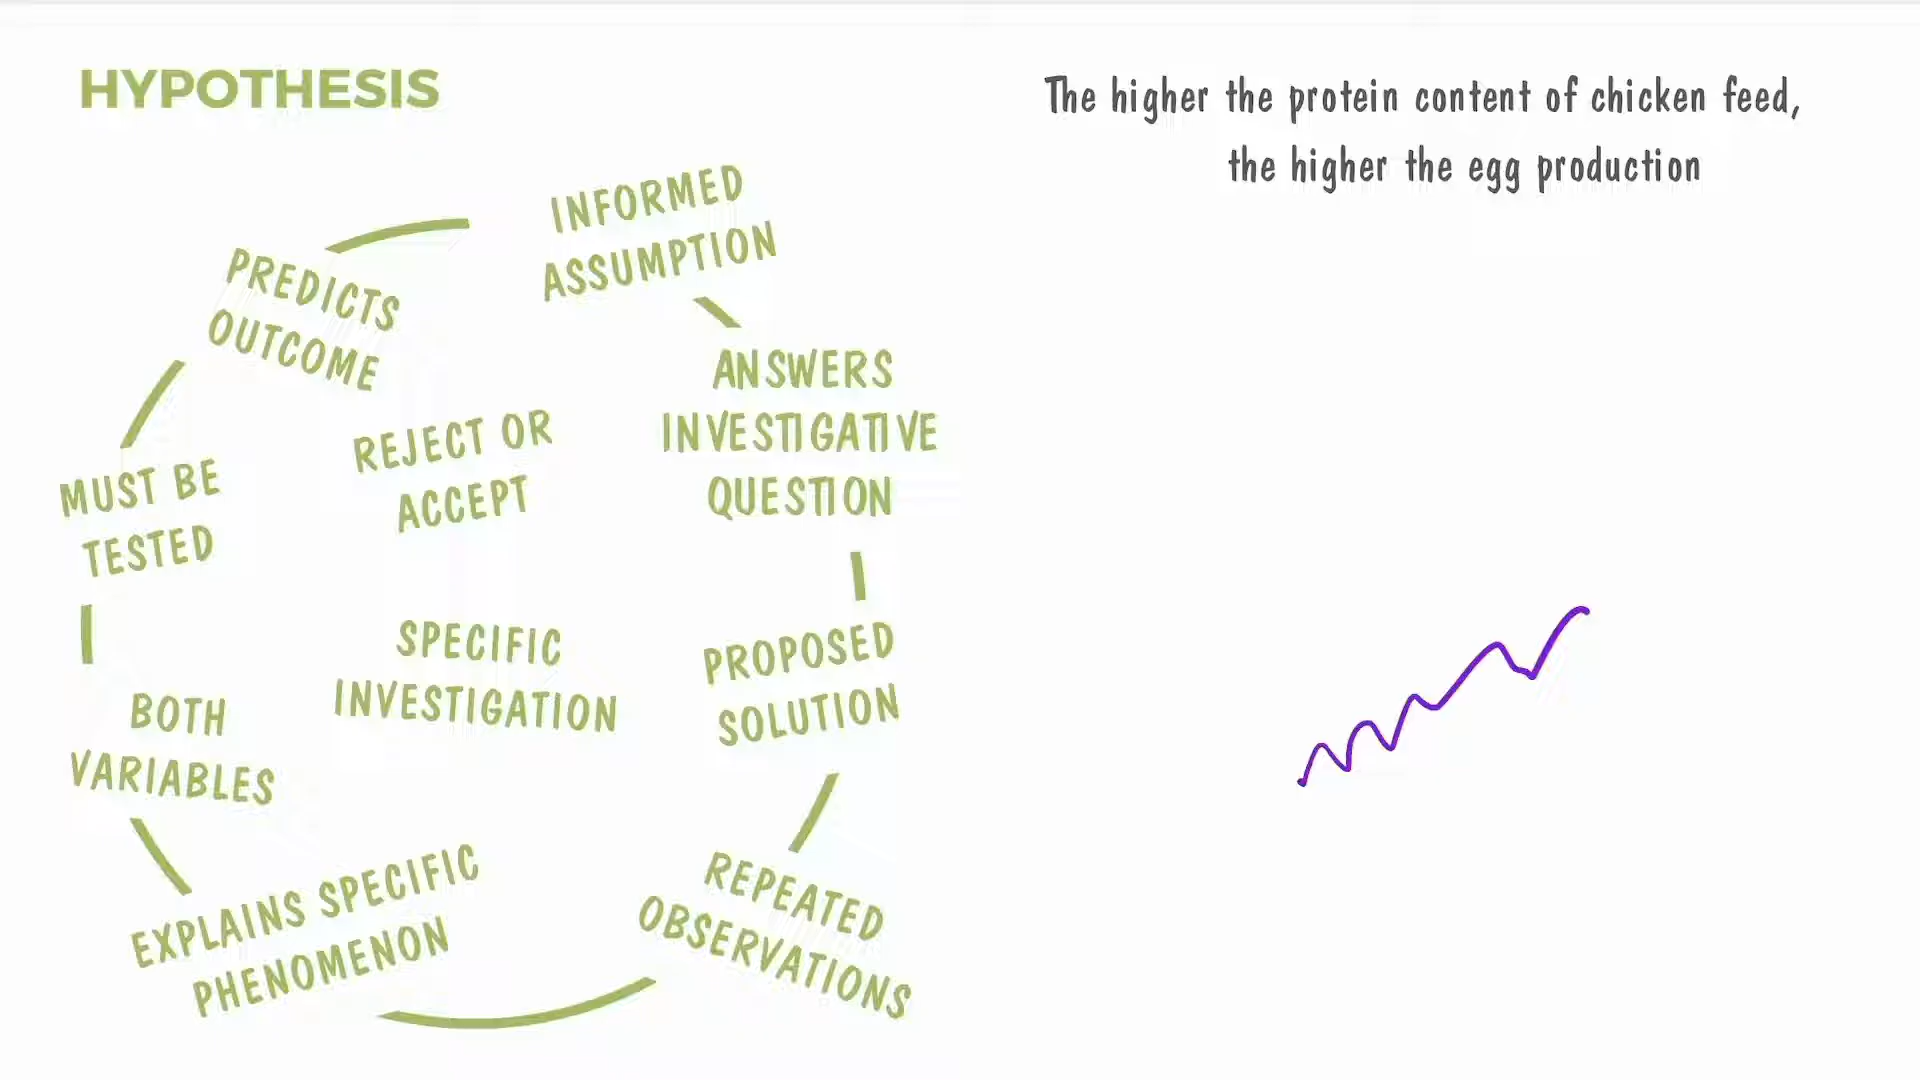 HYPOTHESIS
The higher the protein content of chicken feed,
the higher the egg production
INFORMED
ASSUMPTION
ANSWERS
INVESTIGATIVE
QUESTION
PROPOSED
SOLUTION
REPEATED
OBSERVATIONS
EXPLAINS SPECIFIC
PHENOMENON
BOTH
VARIABLES
MUST BE
TESTED
PREDICTS
OUTCOME
REJECT OR
ACCEPT
SPECIFIC
INVESTIGATION